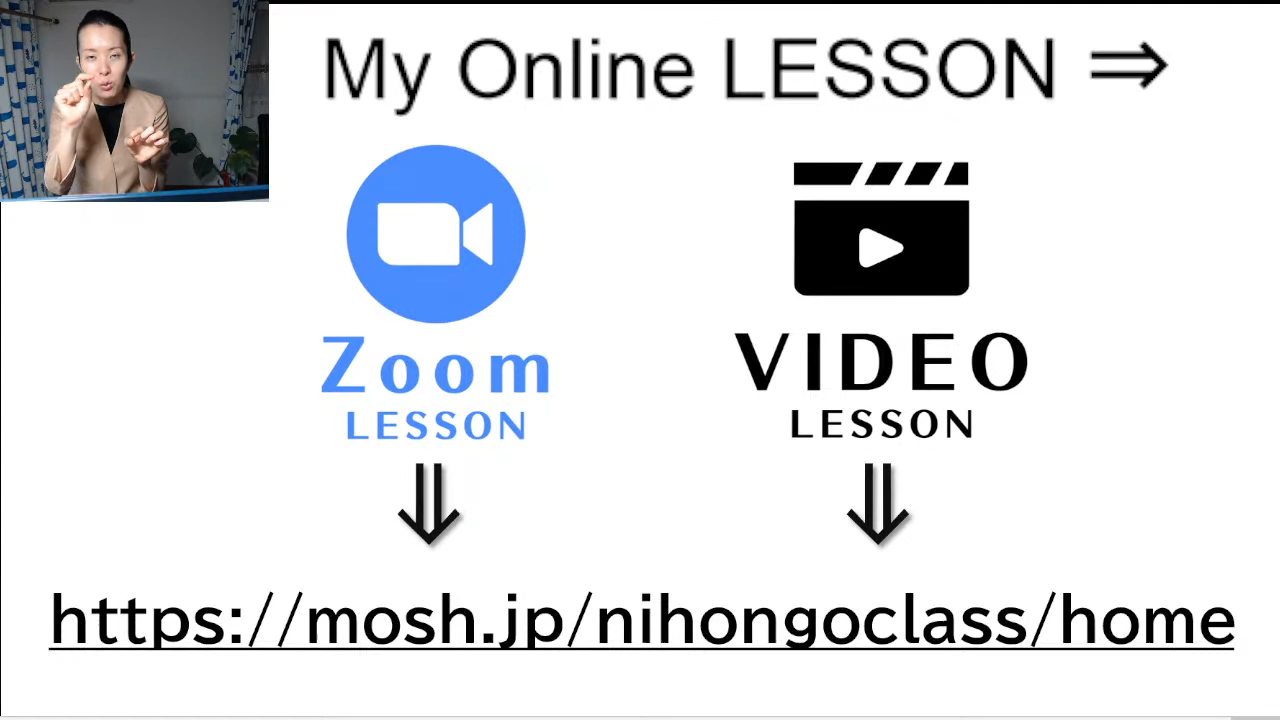 My Online LESSON ⇒
Zoom
LESSON
VIDEO
LESSON
https://mosh.jp/nihongoclass/home